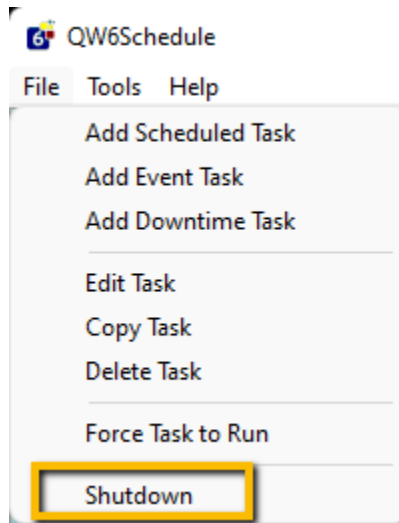 6 QW6Schedule
File Tools Help
Add Scheduled Task
Add Event Task
Add Downtime Task
Edit Task
Copy Task
Delete Task
Force Task to Run
Shutdown